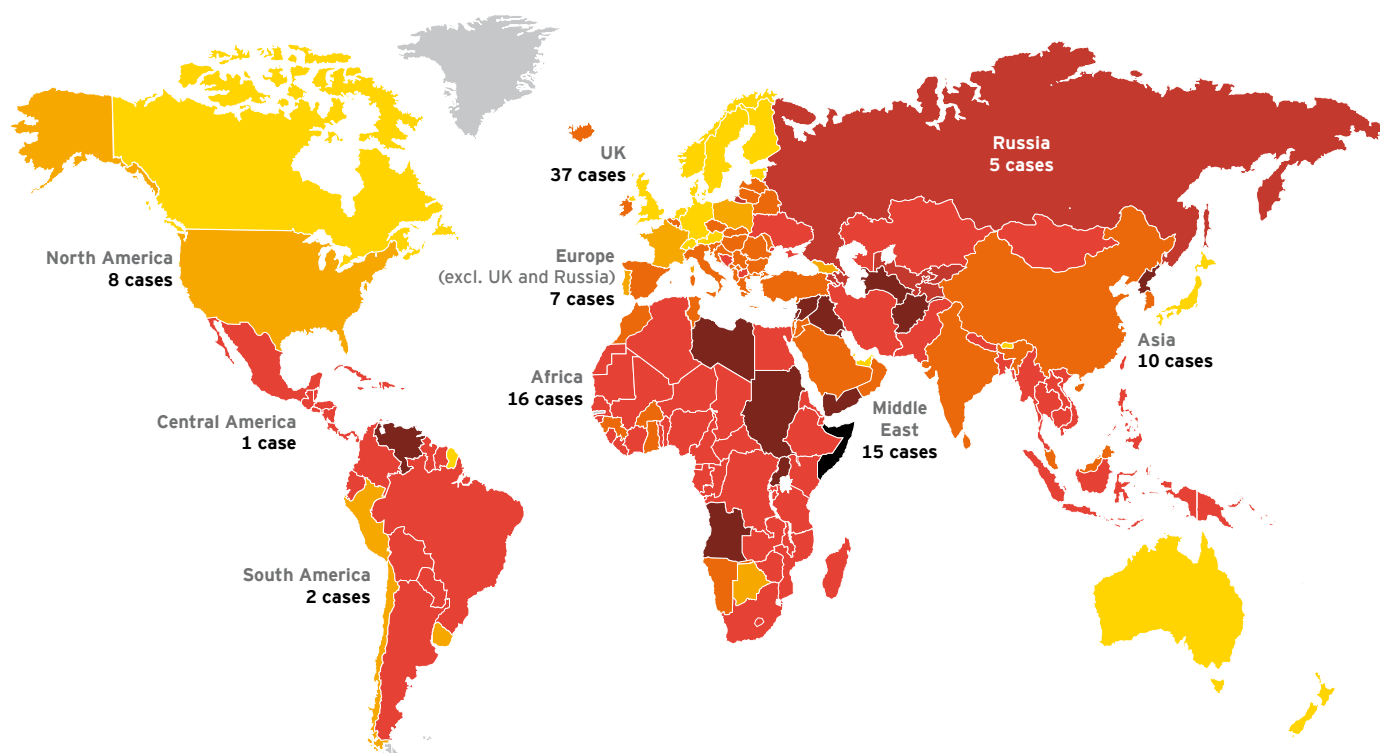 UK
37 cases
Russia
5 cases
North America
8 cases
Europe
(excl. UK and Russia)
7 cases
Asia
10 cases
Africa
16 cases
Middle
East
15 cases
Central America
1 case
South America
2 cases